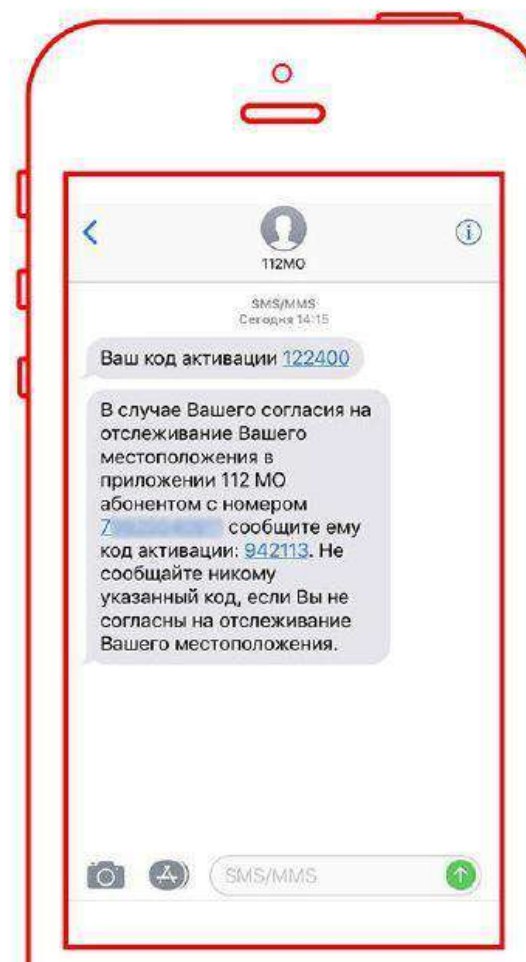 112МО
SMS/MMS
Сегодня 14:15
Ваш код активации 122400
В случае Вашего согласия на
отслеживание Вашего
местоположения в
приложении 112 МО
абонентом с номером
7 сообщите ему
код активации: 942113. Не
сообщайте никому
указанный код, если Вы не
согласны на отслеживание
Вашего местоположения.
SMS/MMS